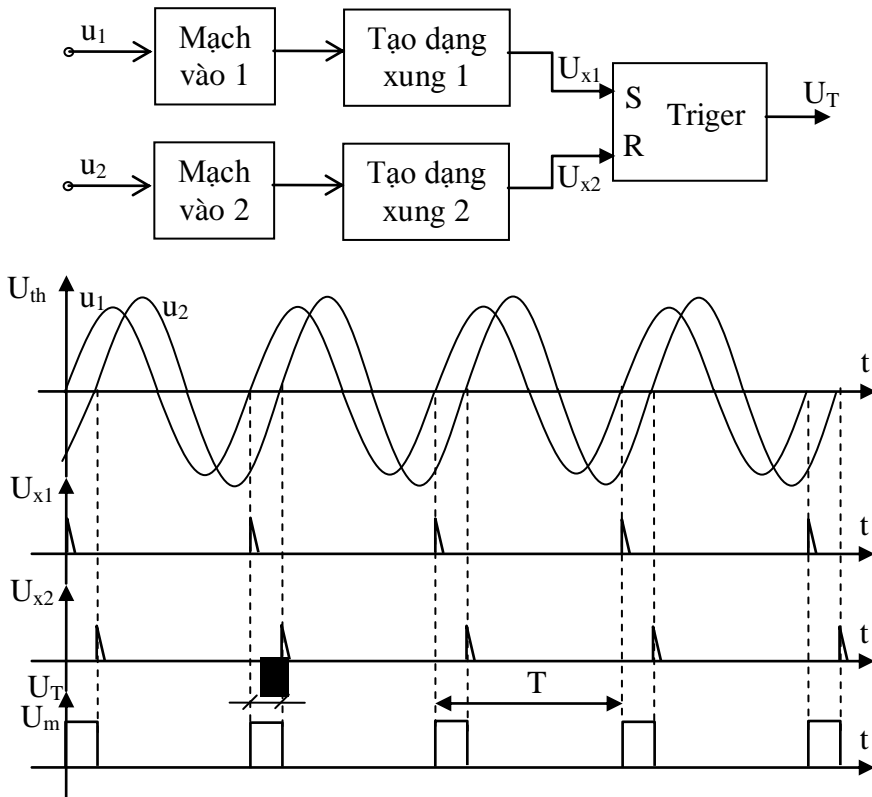 u1
Mạch
vào 1
Tạo dạng
xung 1
Ux1
S
R
Triger
UT
u2
Mạch
vào 2
Tạo dạng
xung 2
Ux2
Uth
u1
u2
t
Ux1
t
Ux2
t
UT
T
Um
t